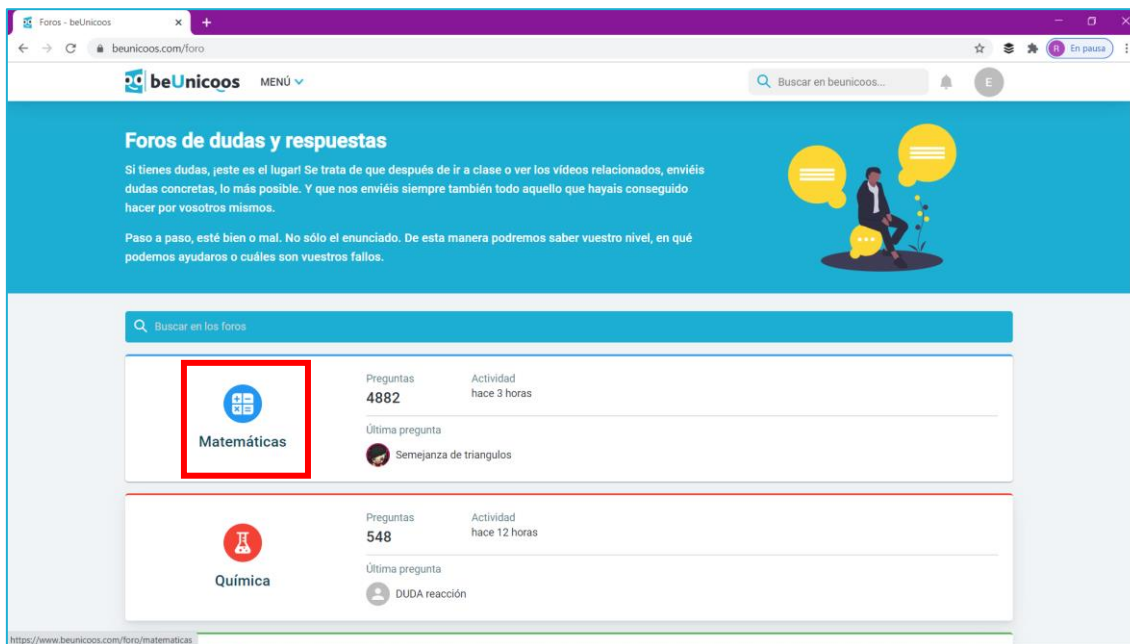 Foros - beUnicoos
beunicoos.com/foro
R En pausa
beUnicoos MENÚ
Buscar en beunicoos...
E
Foros de dudas y respuestas
Si tienes dudas, ¡este es el lugar! Se trata de que después de ir a clase o ver los vídeos relacionados, enviéis
dudas concretas, lo más posible. Y que nos enviéis siempre también todo aquello que hayais conseguido
hacer por vosotros mismos.
Paso a paso, esté bien o mal. No sólo el enunciado. De esta manera podremos saber vuestro nivel, en qué
podemos ayudaros o cuáles son vuestros fallos.
Buscar en los foros
Matemáticas
Preguntas Actividad
4882 hace 3 horas
Última pregunta
Semejanza de triangulos
Química
Preguntas Actividad
548 hace 12 horas
Última pregunta
DUDA reacción
https://www.beunicoos.com/foro/matematicas